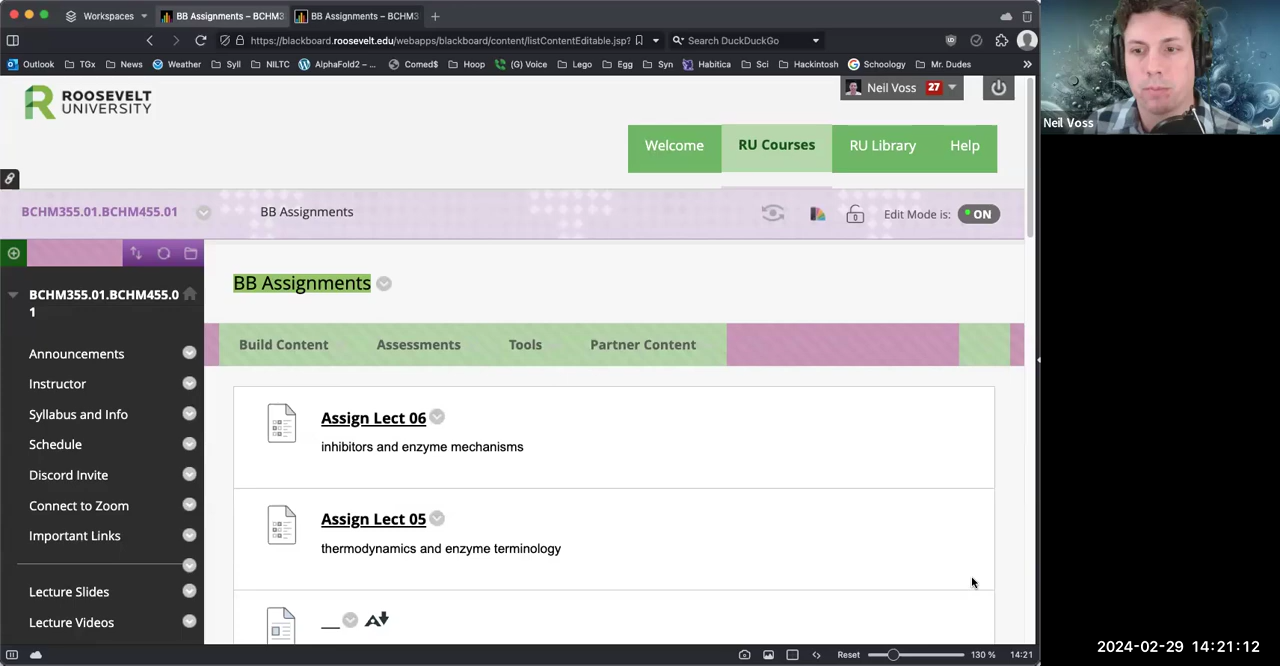 Workspaces
BB Assignments – BCHM3
BB Assignments – BCHM3
https://blackboard.roosevelt.edu/webapps/blackboard/content/listContentEditable.jsp?
Search DuckDuckGo
Outlook
TGx
News
Weather
Syll
NILTC
AlphaFold2 – ...
Comed$
Hoop
(G) Voice
Lego
Egg
Syn
Habitica
Sci
Hackintosh
Schoology
Mr. Dudes
ROOSEVELT
UNIVERSITY
Neil Voss 27
Welcome
RU Courses
RU Library
Help
BCHM355.01.BCHM455.01
BB Assignments
Edit Mode is: ON
BCHM355.01.BCHM455.0
1
Announcements
Instructor
Syllabus and Info
Schedule
Discord Invite
Connect to Zoom
Important Links
Lecture Slides
Lecture Videos
BB Assignments
Build Content
Assessments
Tools
Partner Content
Assign Lect 06
inhibitors and enzyme mechanisms
Assign Lect 05
thermodynamics and enzyme terminology
Reset
130 %
14:21
Neil Voss
2024-02-29 14:21:12